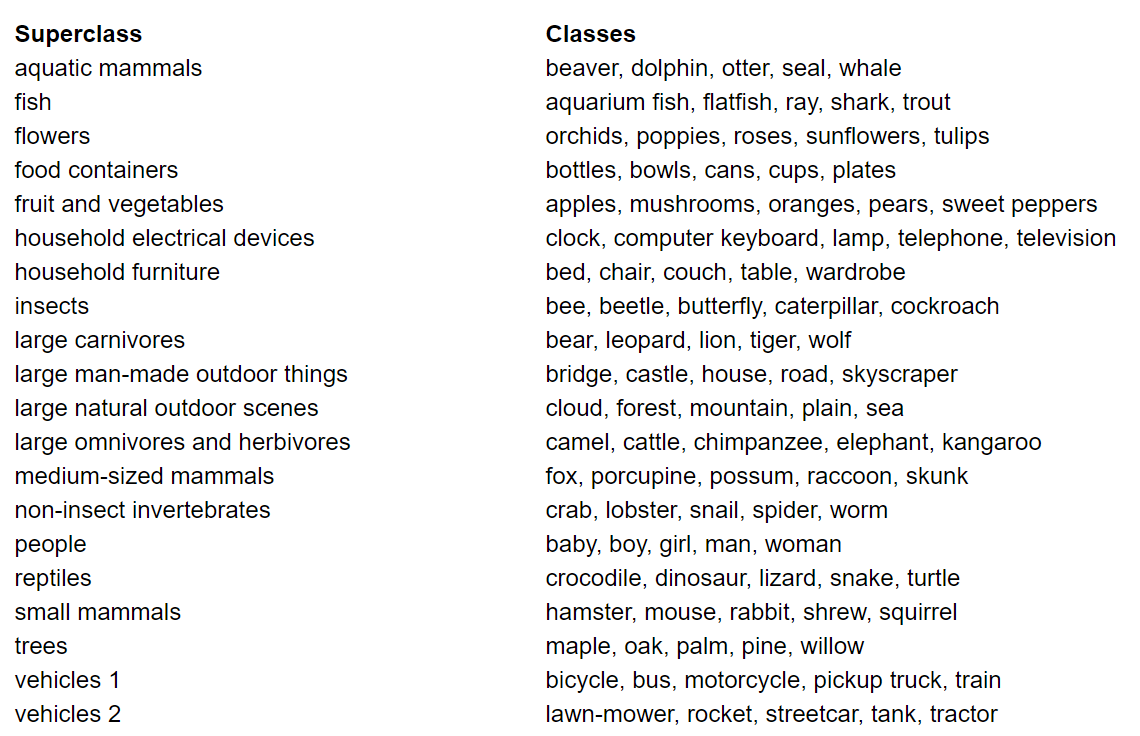 Superclass Classes
aquatic mammals beaver, dolphin, otter, seal, whale
fish aquarium fish, flatfish, ray, shark, trout
flowers orchids, poppies, roses, sunflowers, tulips
food containers bottles, bowls, cans, cups, plates
fruit and vegetables apples, mushrooms, oranges, pears, sweet peppers
household electrical devices clock, computer keyboard, lamp, telephone, television
household furniture bed, chair, couch, table, wardrobe
insects bee, beetle, butterfly, caterpillar, cockroach
large carnivores bear, leopard, lion, tiger, wolf
large man-made outdoor things bridge, castle, house, road, skyscraper
large natural outdoor scenes cloud, forest, mountain, plain, sea
large omnivores and herbivores camel, cattle, chimpanzee, elephant, kangaroo
medium-sized mammals fox, porcupine, possum, raccoon, skunk
non-insect invertebrates crab, lobster, snail, spider, worm
people baby, boy, girl, man, woman
reptiles crocodile, dinosaur, lizard, snake, turtle
small mammals hamster, mouse, rabbit, shrew, squirrel
trees maple, oak, palm, pine, willow
vehicles 1 bicycle, bus, motorcycle, pickup truck, train
vehicles 2 lawn-mower, rocket, streetcar, tank, tractor